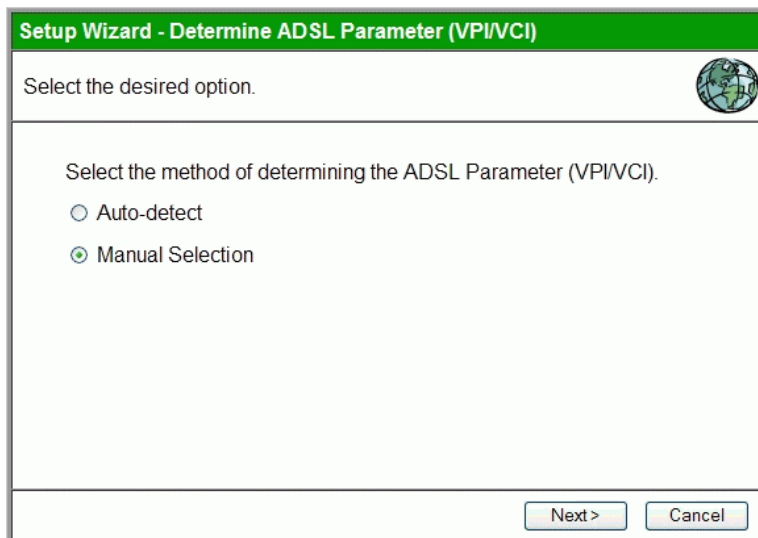 Setup Wizard - Determine ADSL Parameter (VPI/VCI)
Select the desired option.
Select the method of determining the ADSL Parameter (VPI/VCI).
Auto-detect
Manual Selection
Next>
Cancel